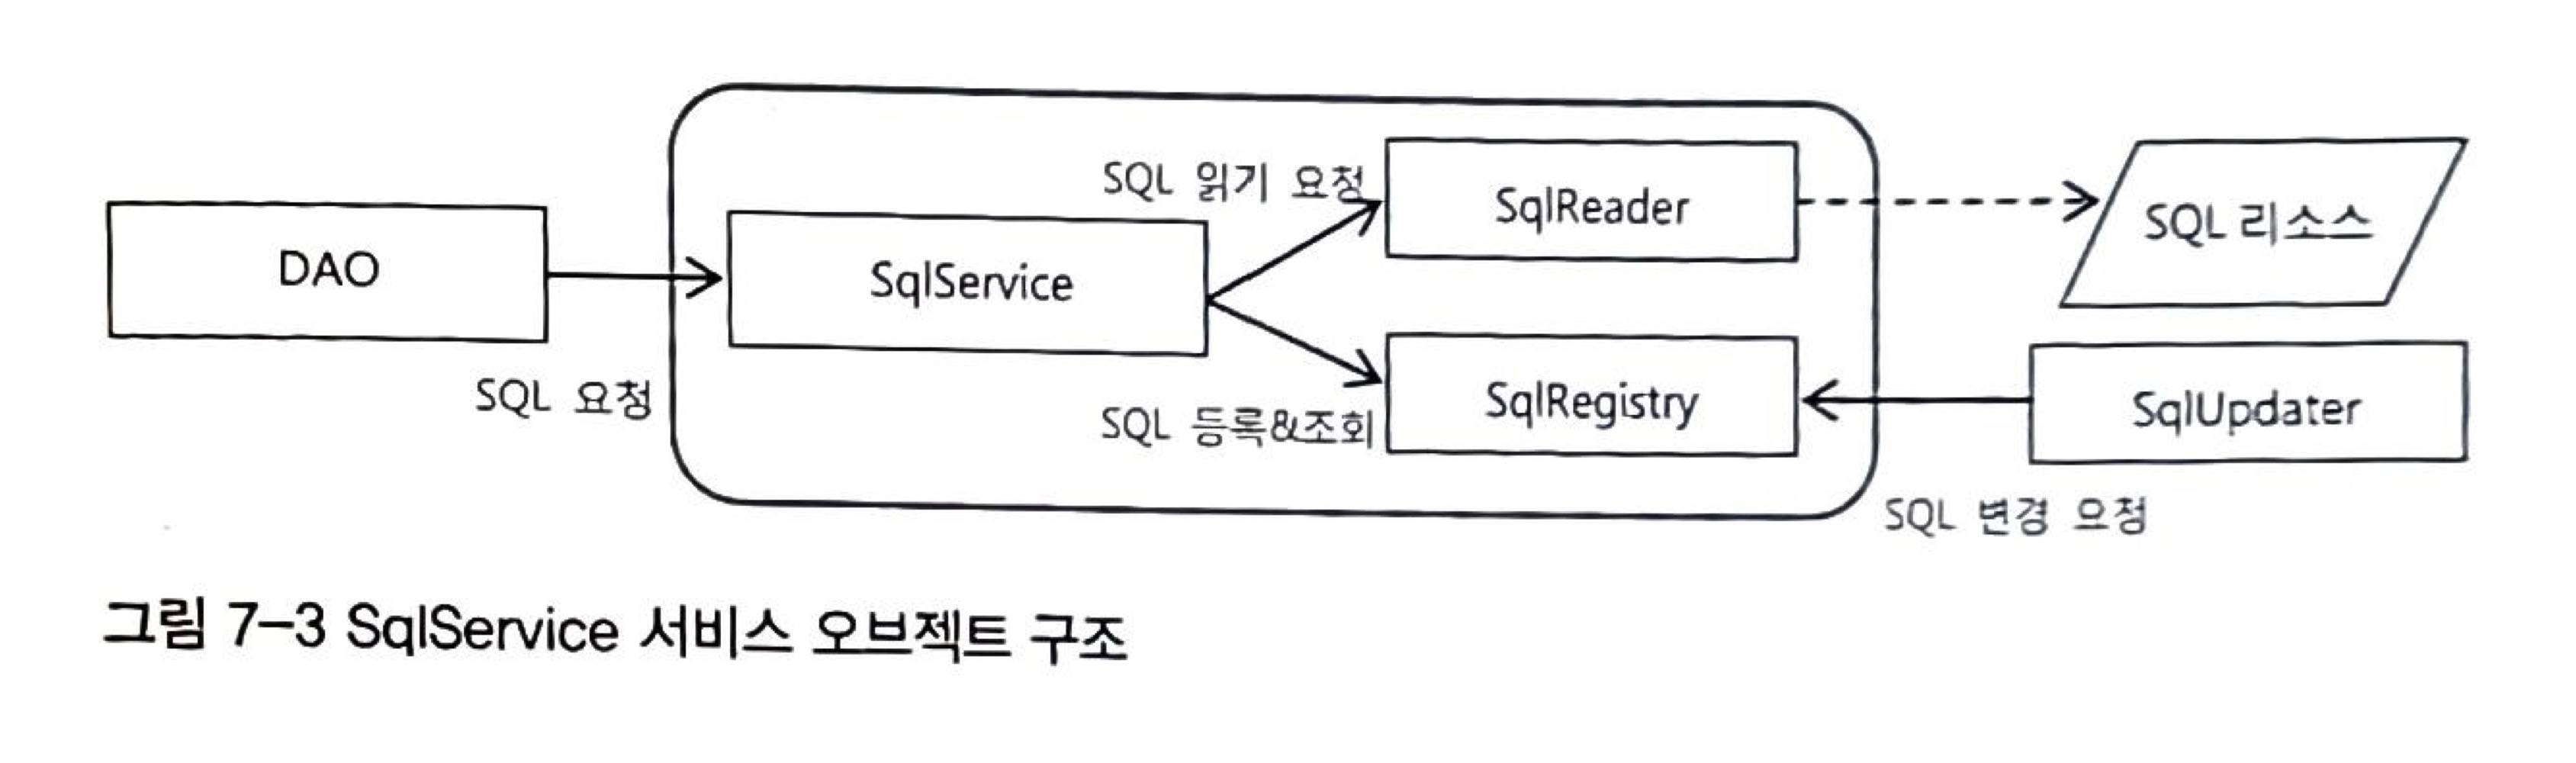 SQL 읽기 요청
SqlReader
SQL 리소스
DAO
SqlService
SQL 요청
SQL 등록&조회
SqlRegistry
SqlUpdater
SQL 변경 요청
그림 7-3 SqlService 서비스 오브젝트 구조